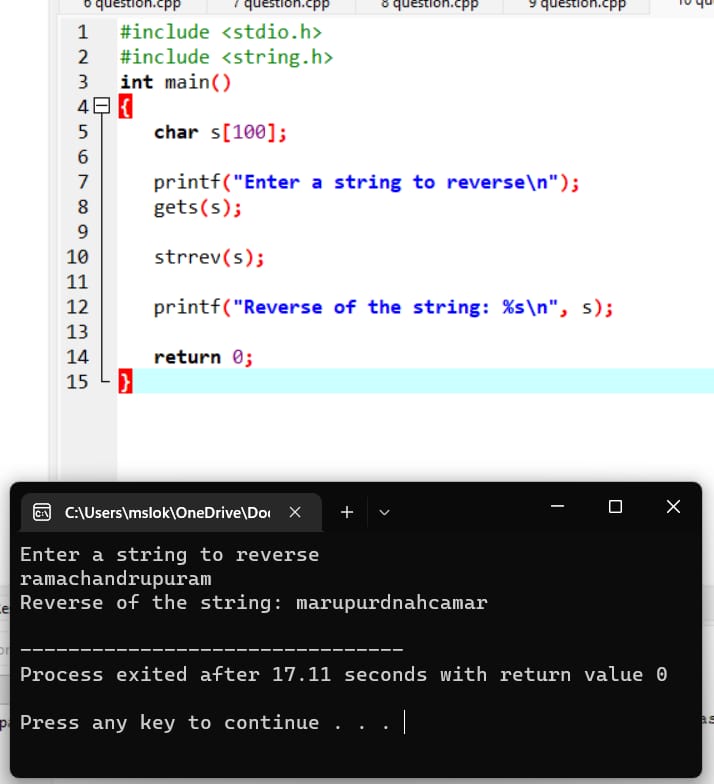 6 question.cpp 7 question.cpp 8 question.cpp 9 question.cpp 10
1 #include <stdio.h>
2 #include <string.h>
3 int main()
4 {
5 char s[100];
6
7 printf("Enter a string to reverse\n");
8 gets(s);
9
10 strrev(s);
11
12 printf("Reverse of the string: %s\n", s);
13
14 return 0;
15 }
C:\Users\mslok\OneDrive\Do
Enter a string to reverse
ramachandrupuram
Reverse of the string: marupurdnahcamar
--------------------------------
Process exited after 17.11 seconds with return value 0
Press any key to continue . . .